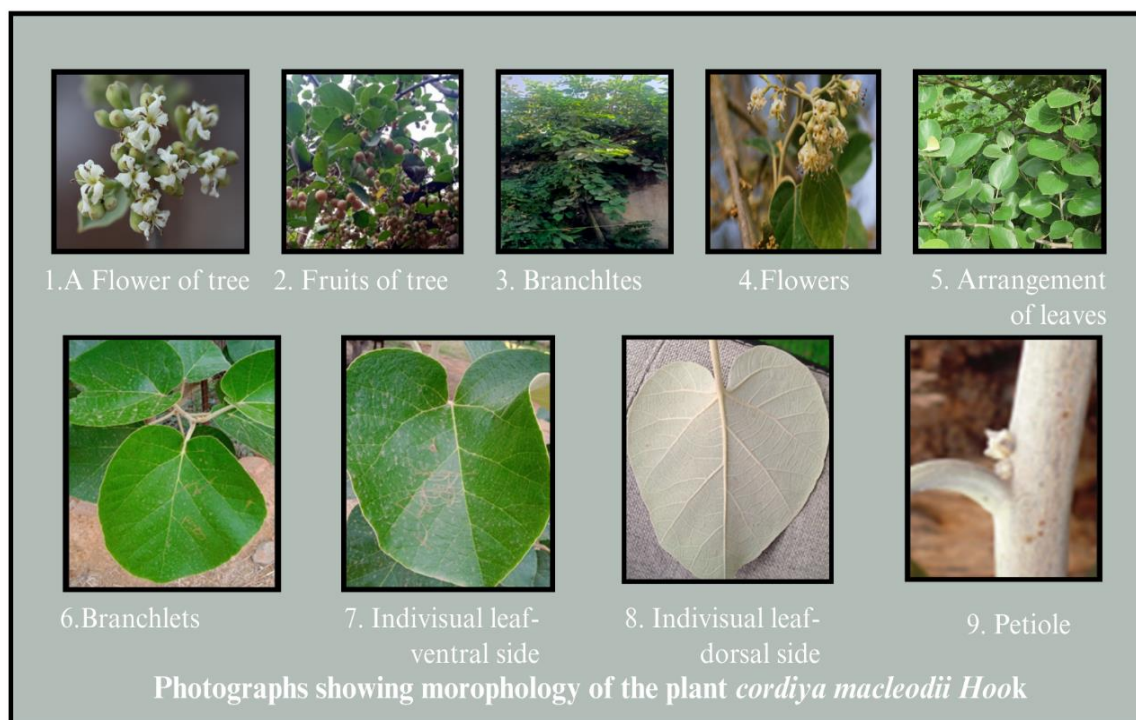 1.A Flower of tree
2. Fruits of tree
3. Branchltes
4.Flowers
5. Arrangement
of leaves
6.Branchlets
7. Indivisual leaf-
ventral side
8. Indivisual leaf-
dorsal side
9. Petiole
Photographs showing morophology of the plant cordiya macleodii Hook